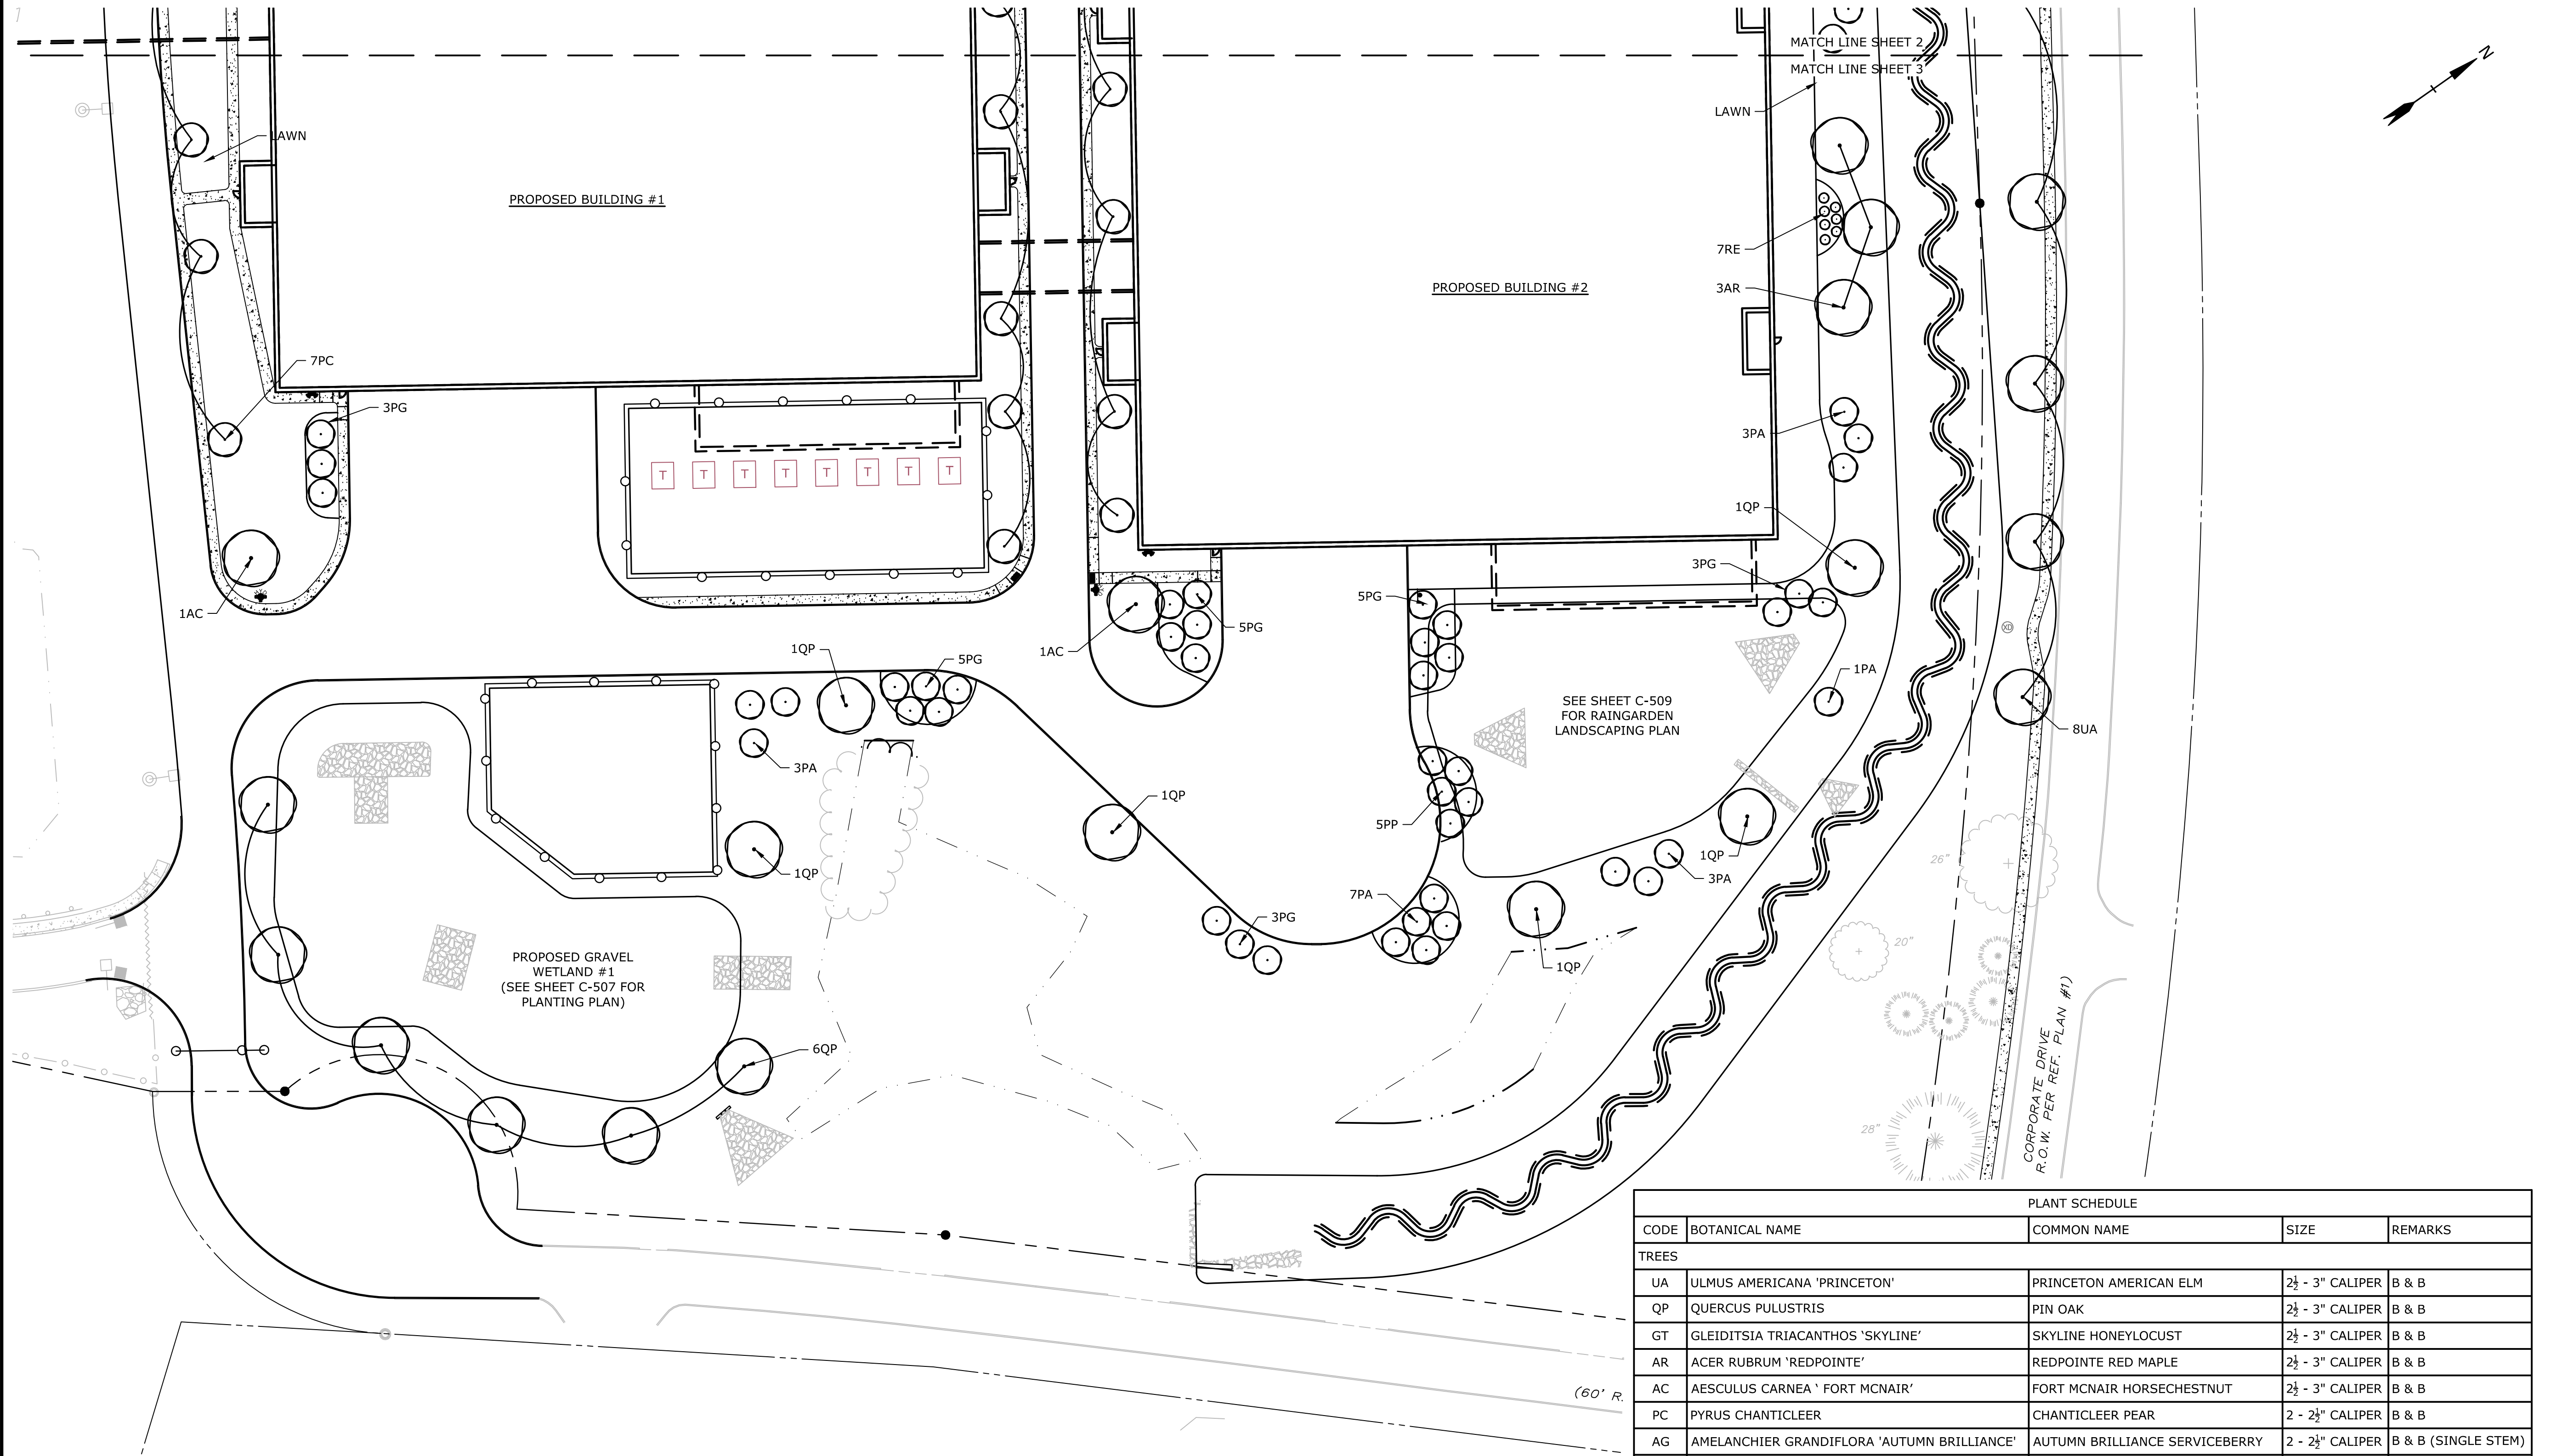 MATCH LINE SHEET 2
MATCH LINE SHEET 3
N
LAWN
LAWN
PROPOSED BUILDING #1
7RE
PROPOSED BUILDING #2
3AR
7PC
3PG
3PA
T T T T T T T T
1QP
3PG
5PG
1AC
5PG
1AC
1QP
5PG
1PA
XD
SEE SHEET C-509
FOR RAINGARDEN
LANDSCAPING PLAN
8UA
3PA
1QP
5PP
1QP
26"
1QP
3PA
7PA
3PG
20"
1QP
PROPOSED GRAVEL
WETLAND #1
(SEE SHEET C-507 FOR
PLANTING PLAN)
6QP
28"
CORPORATE DRIVE
R.O.W. PER REF. PLAN #1)
(60' R.
PLANT SCHEDULE
CODE BOTANICAL NAME COMMON NAME SIZE REMARKS
TREES
UA ULMUS AMERICANA 'PRINCETON' PRINCETON AMERICAN ELM 2½ - 3" CALIPER B & B
QP QUERCUS PULUSTRIS PIN OAK 2½ - 3" CALIPER B & B
GT GLEIDITSIA TRIACANTHOS ‘SKYLINE’ SKYLINE HONEYLOCUST 2½ - 3" CALIPER B & B
AR ACER RUBRUM ‘REDPOINTE’ REDPOINTE RED MAPLE 2½ - 3" CALIPER B & B
AC AESCULUS CARNEA ‘ FORT MCNAIR’ FORT MCNAIR HORSECHESTNUT 2½ - 3" CALIPER B & B
PC PYRUS CHANTICLEER CHANTICLEER PEAR 2 - 2½" CALIPER B & B
AG AMELANCHIER GRANDIFLORA 'AUTUMN BRILLIANCE' AUTUMN BRILLIANCE SERVICEBERRY 2 - 2½" CALIPER B & B (SINGLE STEM)